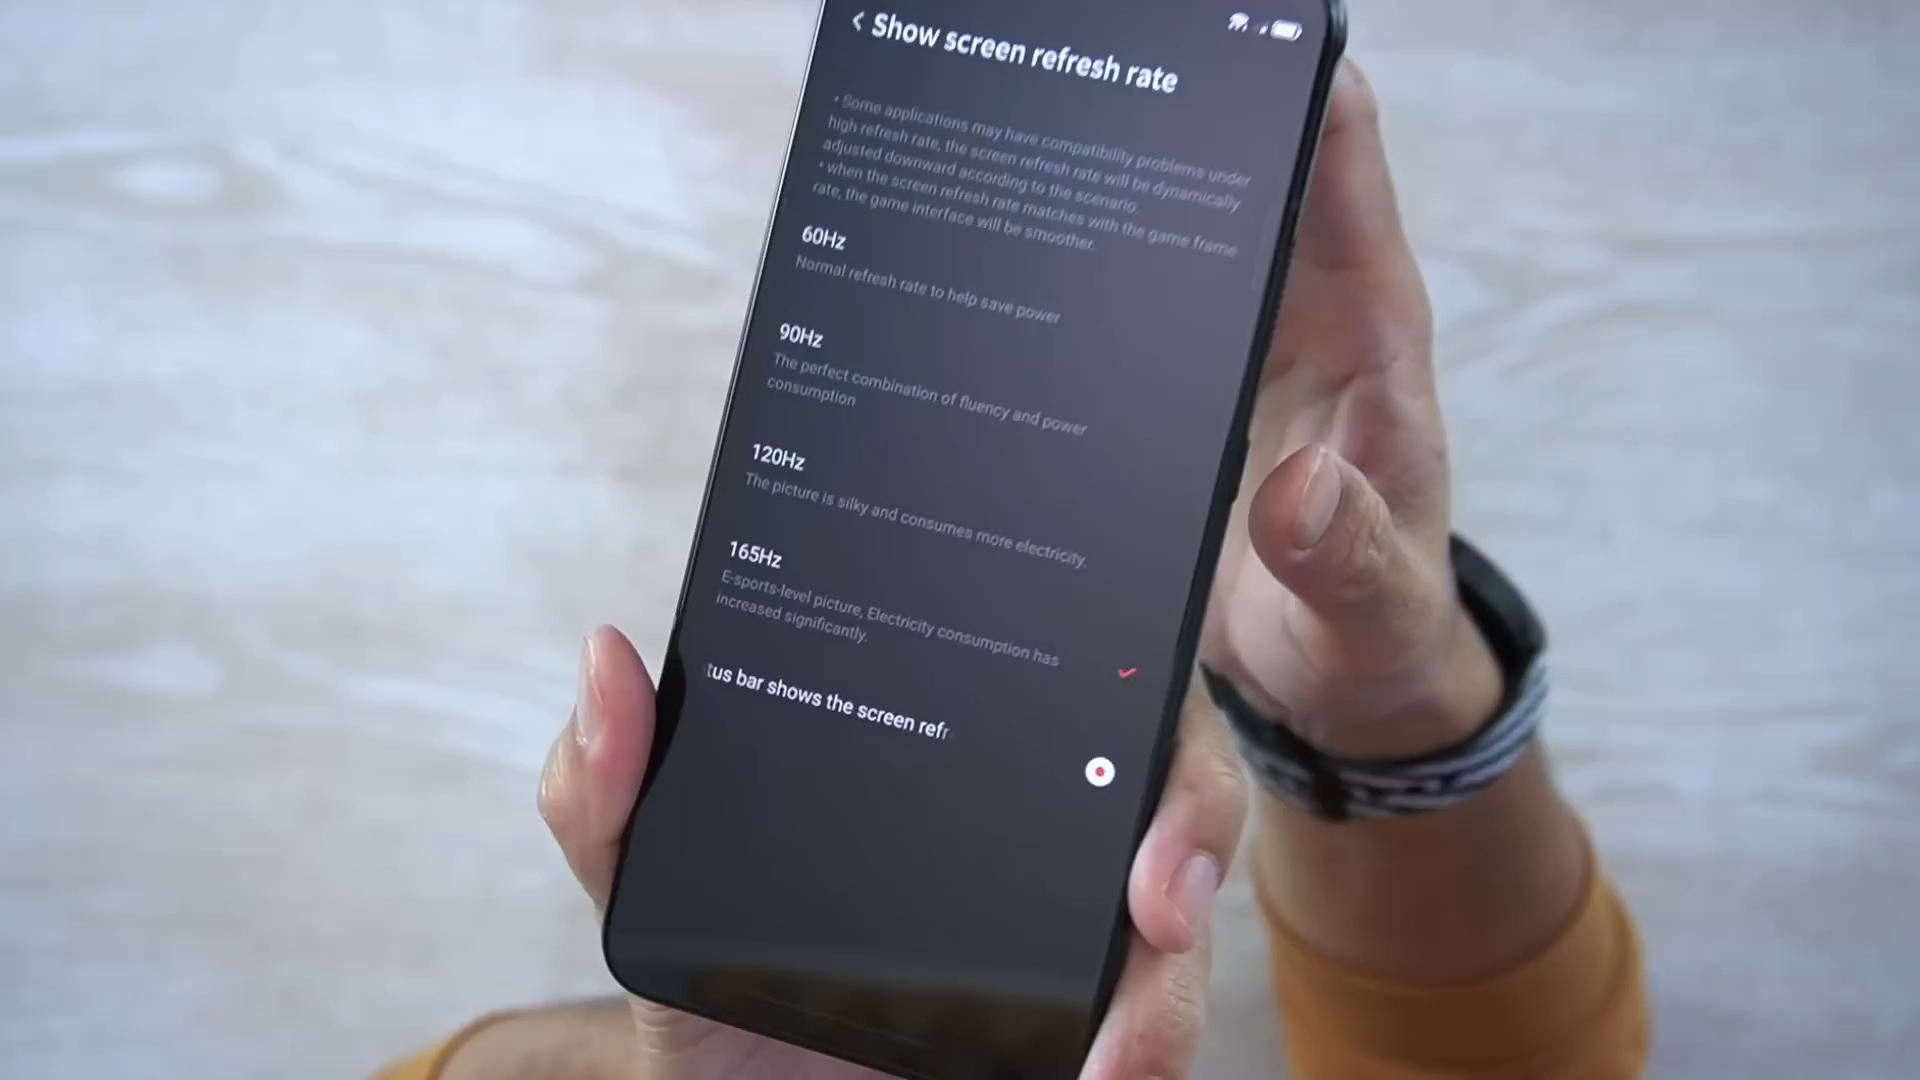 Show screen refresh rate
• Some applications may have compatibility problems under
high refresh rate, the screen refresh rate will be dynamically
adjusted downward according to the scenario.
• when the screen refresh rate matches with the game frame
rate, the game interface will be smoother.
60Hz
Normal refresh rate to help save power
90Hz
The perfect combination of fluency and power
consumption
120Hz
The picture is silky and consumes more electricity.
165Hz
E-sports-level picture, Electricity consumption has
increased significantly.
tus bar shows the screen refr